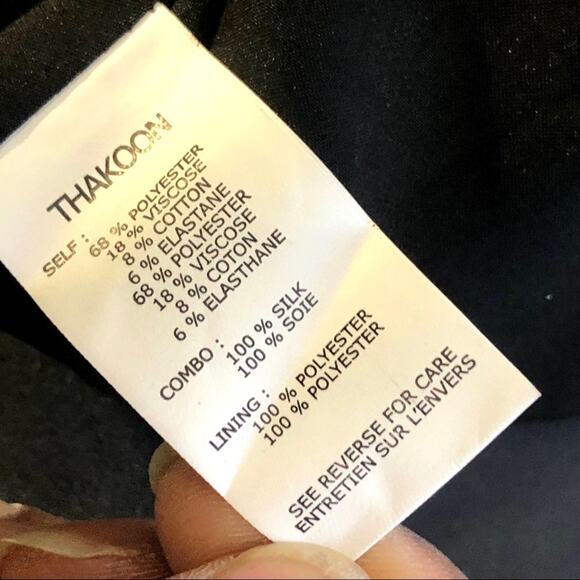 THAKOON
SELF : 68 % POLYESTER
18 % VISCOSE
8 % COTTON
6 % ELASTANE
68 % POLYESTER
18 % VISCOSE
8 % COTON
6 % ELASTHANE
COMBO : 100 % SILK
100 % SOIE
LINING :
100 % POLYESTER
100 % POLYESTER
SEE REVERSE FOR CARE
ENTRETIEN SUR L'ENVERS